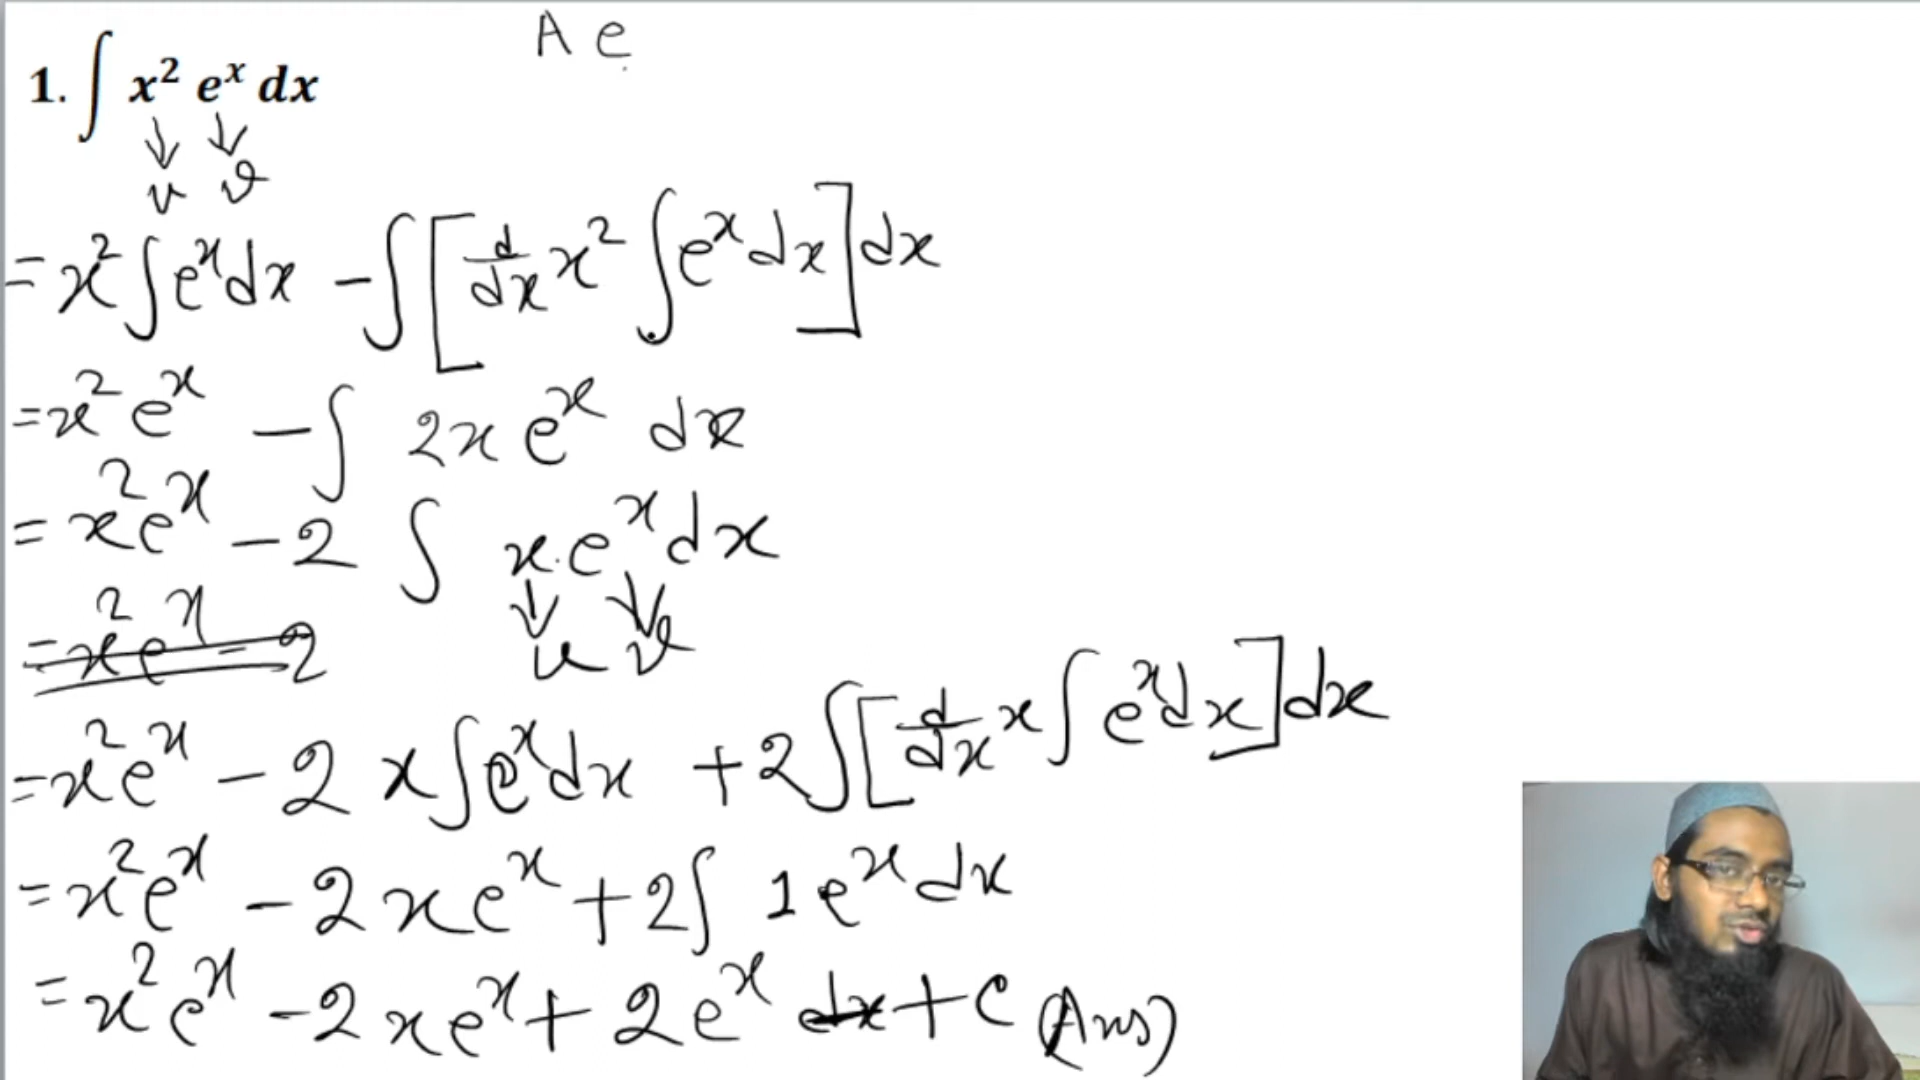 A e
1. ∫ x² eˣ dx
u v
= x² ∫ eˣ dx - ∫ [ d/dx x² ∫ eˣ dx ] dx
= x² eˣ - ∫ 2x eˣ dx
= x² eˣ - 2 ∫ x.eˣ dx
u v
= x² eˣ - 2
= x² eˣ - 2 x ∫ eˣ dx + 2 ∫ [ d/dx x ∫ eˣ dx ] dx
= x² eˣ - 2 x eˣ + 2 ∫ 1 eˣ dx
= x² eˣ - 2 x eˣ + 2 eˣ dx + c (Ans)